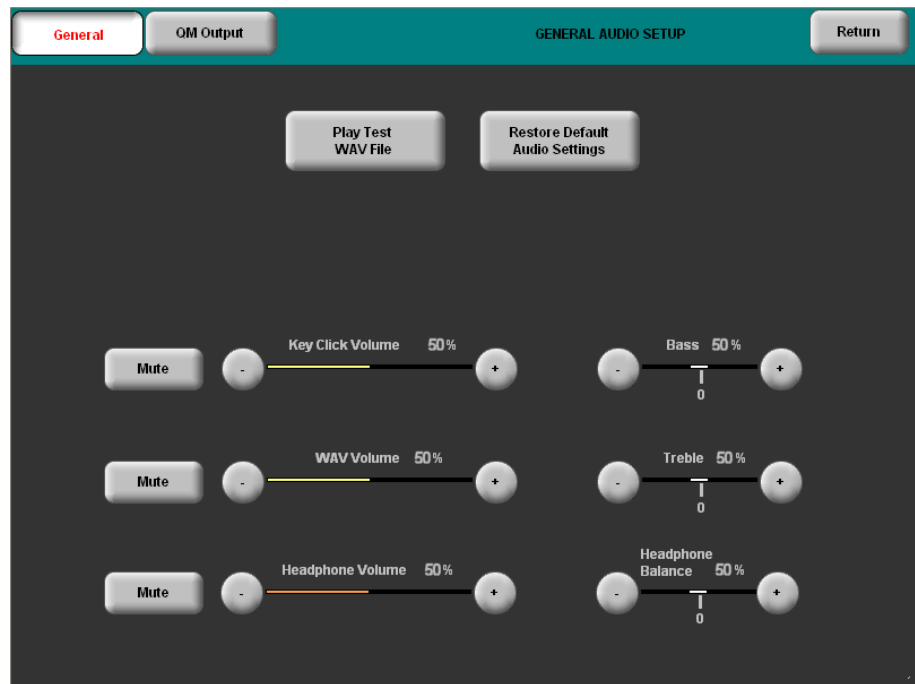 General
QM Output
GENERAL AUDIO SETUP
Return
Play Test
WAV File
Restore Default
Audio Settings
Mute
-
Key Click Volume 50%
+
-
Bass 50%
+
0
Mute
-
WAV Volume 50%
+
-
Treble 50%
+
0
Mute
-
Headphone Volume 50%
+
-
Headphone
Balance 50%
+
0